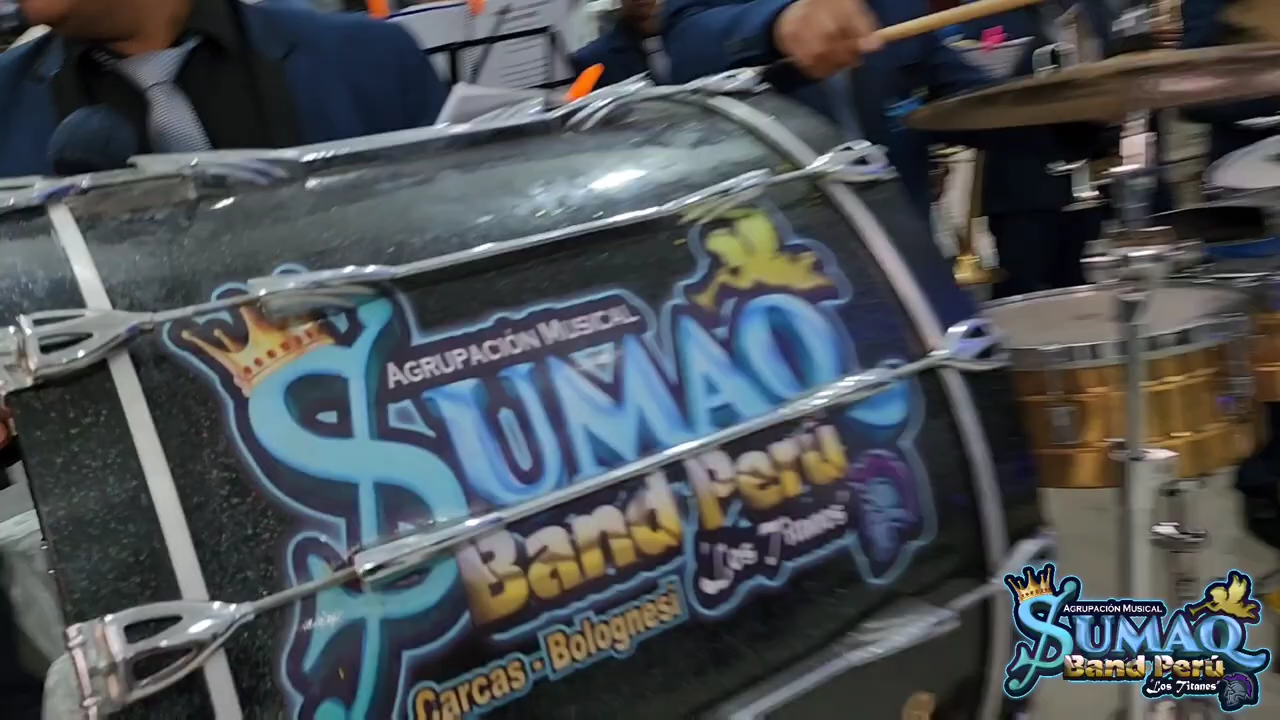 AGRUPACIÓN MUSICAL
SUMAQ
Band Perú
"Los Titanes"
Carcas - Bolognesi
AGRUPACIÓN MUSICAL
SUMAQ
Band Perú
"Los Titanes"